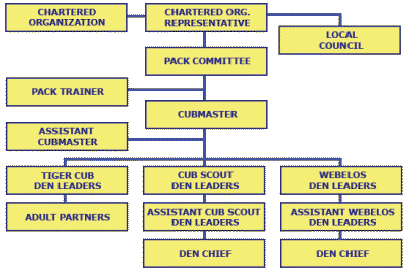 CHARTERED
ORGANIZATION
CHARTERED ORG.
REPRESENTATIVE
LOCAL
COUNCIL
PACK COMMITTEE
PACK TRAINER
CUBMASTER
ASSISTANT
CUBMASTER
TIGER CUB
DEN LEADERS
CUB SCOUT
DEN LEADERS
WEBELOS
DEN LEADERS
ADULT PARTNERS
ASSISTANT CUB SCOUT
DEN LEADERS
ASSISTANT WEBELOS
DEN LEADERS
DEN CHIEF
DEN CHIEF